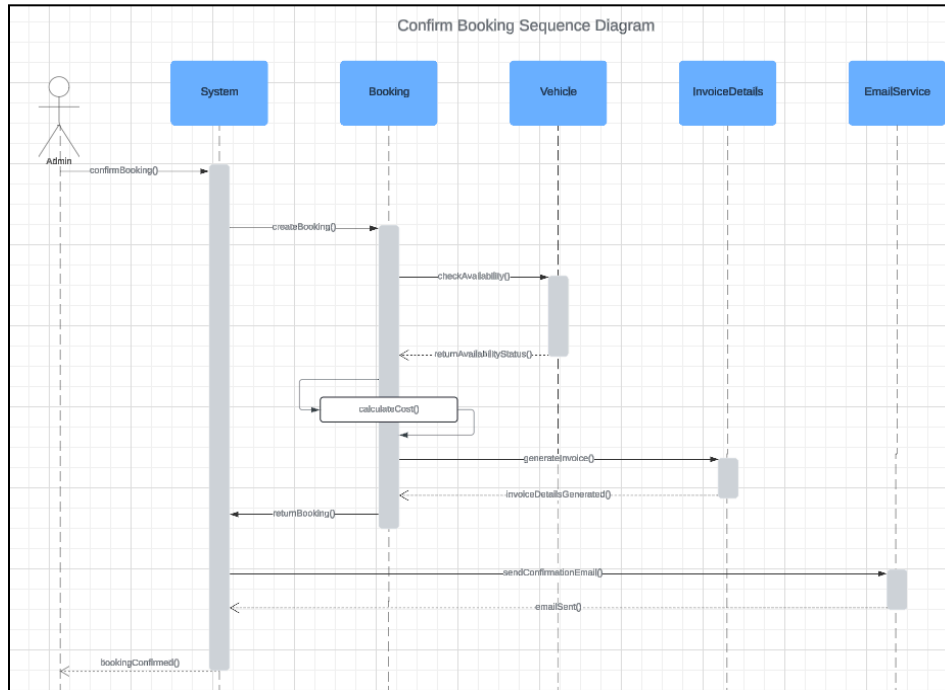 Confirm Booking Sequence Diagram
System
Booking
Vehicle
InvoiceDetails
EmailService
Admin
confirmBooking()
createBooking()
checkAvailability()
returnAvailabilityStatus()
calculateCost()
generateInvoice()
invoiceDetailsGenerated()
returnBooking()
sendConfirmationEmail()
emailSent()
bookingConfirmed()